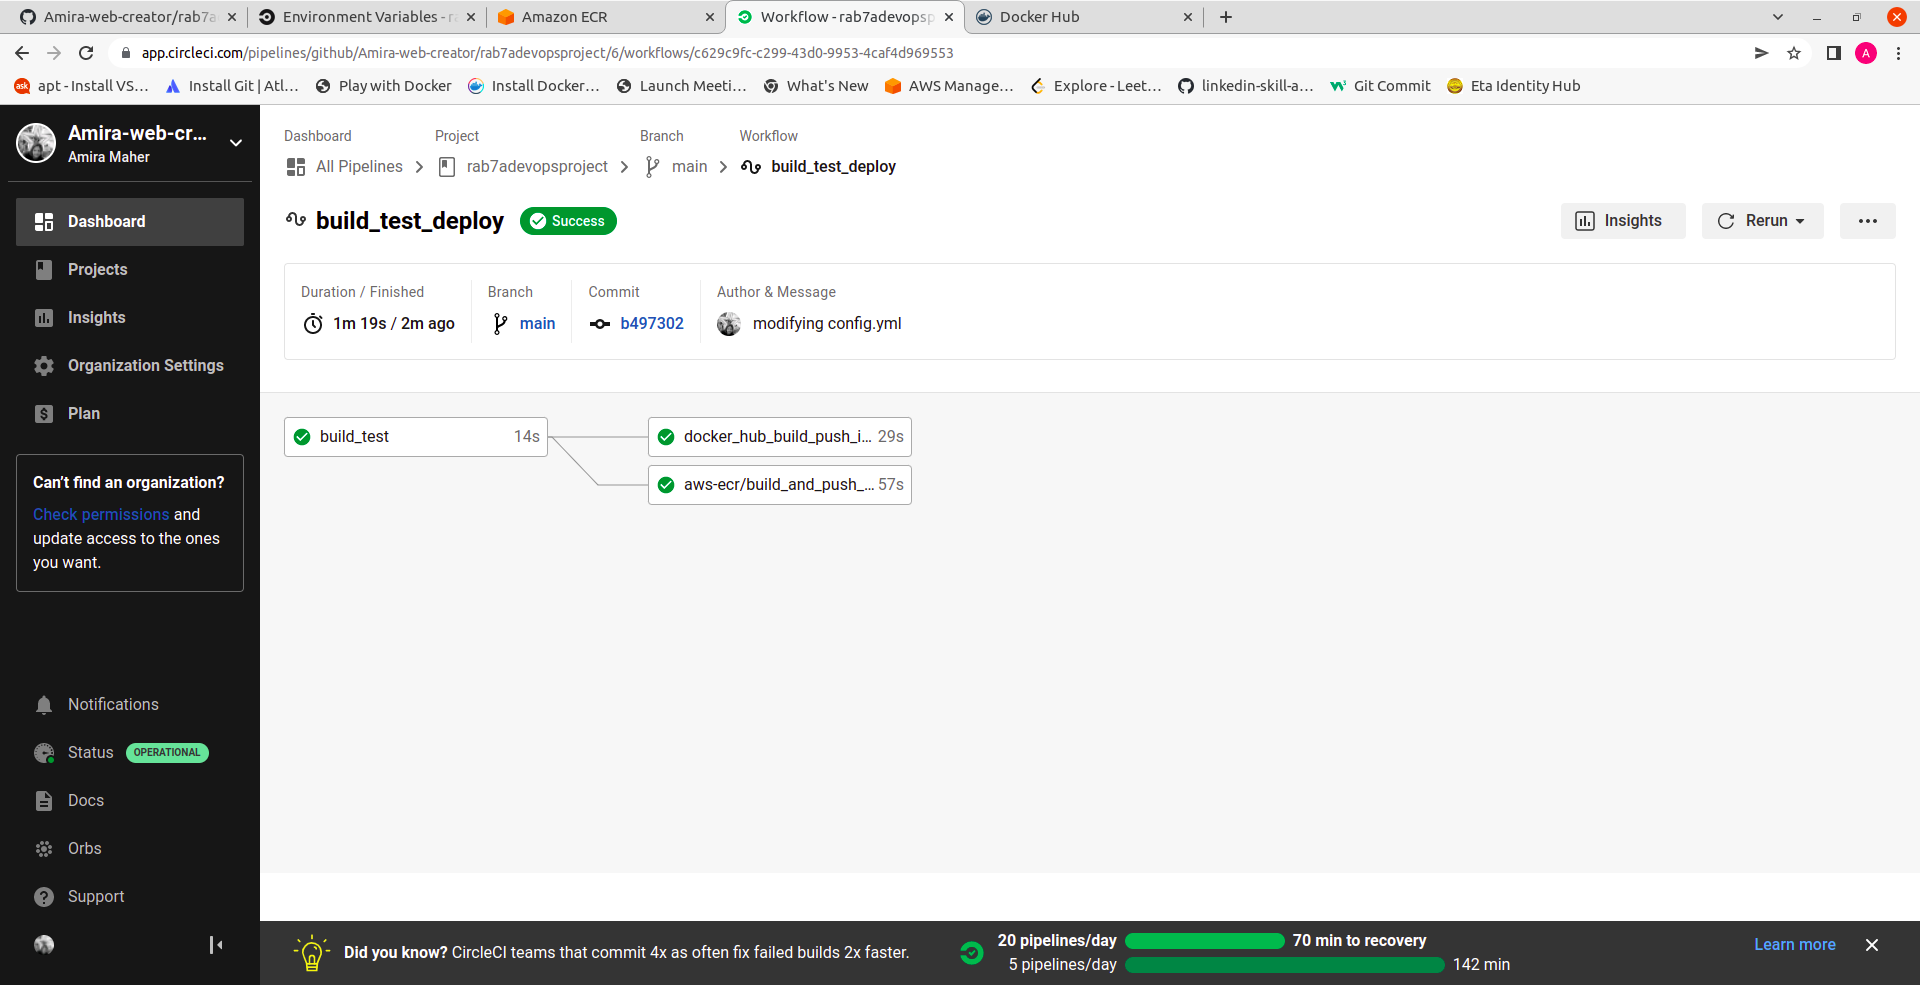 Amira-web-creator/rab7a
Environment Variables - ra
Amazon ECR
Workflow - rab7adevopsp
Docker Hub
app.circleci.com/pipelines/github/Amira-web-creator/rab7adevopsproject/6/workflows/c629c9fc-c299-43d0-9953-4caf4d969553
A
ask apt - Install VS...
Install Git | Atl...
Play with Docker
Install Docker...
Launch Meeti...
What's New
AWS Manage...
Explore - Leet...
linkedin-skill-a...
Git Commit
Eta Identity Hub
Amira-web-cr...
Amira Maher
Dashboard
Projects
Insights
Organization Settings
Plan
Can't find an organization?
Check permissions and
update access to the ones
you want.
Notifications
Status OPERATIONAL
Docs
Orbs
Support
Dashboard Project Branch Workflow
All Pipelines rab7adevopsproject main build_test_deploy
build_test_deploy Success
Insights Rerun
Duration / Finished Branch Commit Author & Message
1m 19s / 2m ago main b497302 modifying config.yml
build_test 14s
docker_hub_build_push_i... 29s
aws-ecr/build_and_push_... 57s
Did you know? CircleCI teams that commit 4x as often fix failed builds 2x faster.
20 pipelines/day 70 min to recovery
5 pipelines/day 142 min
Learn more